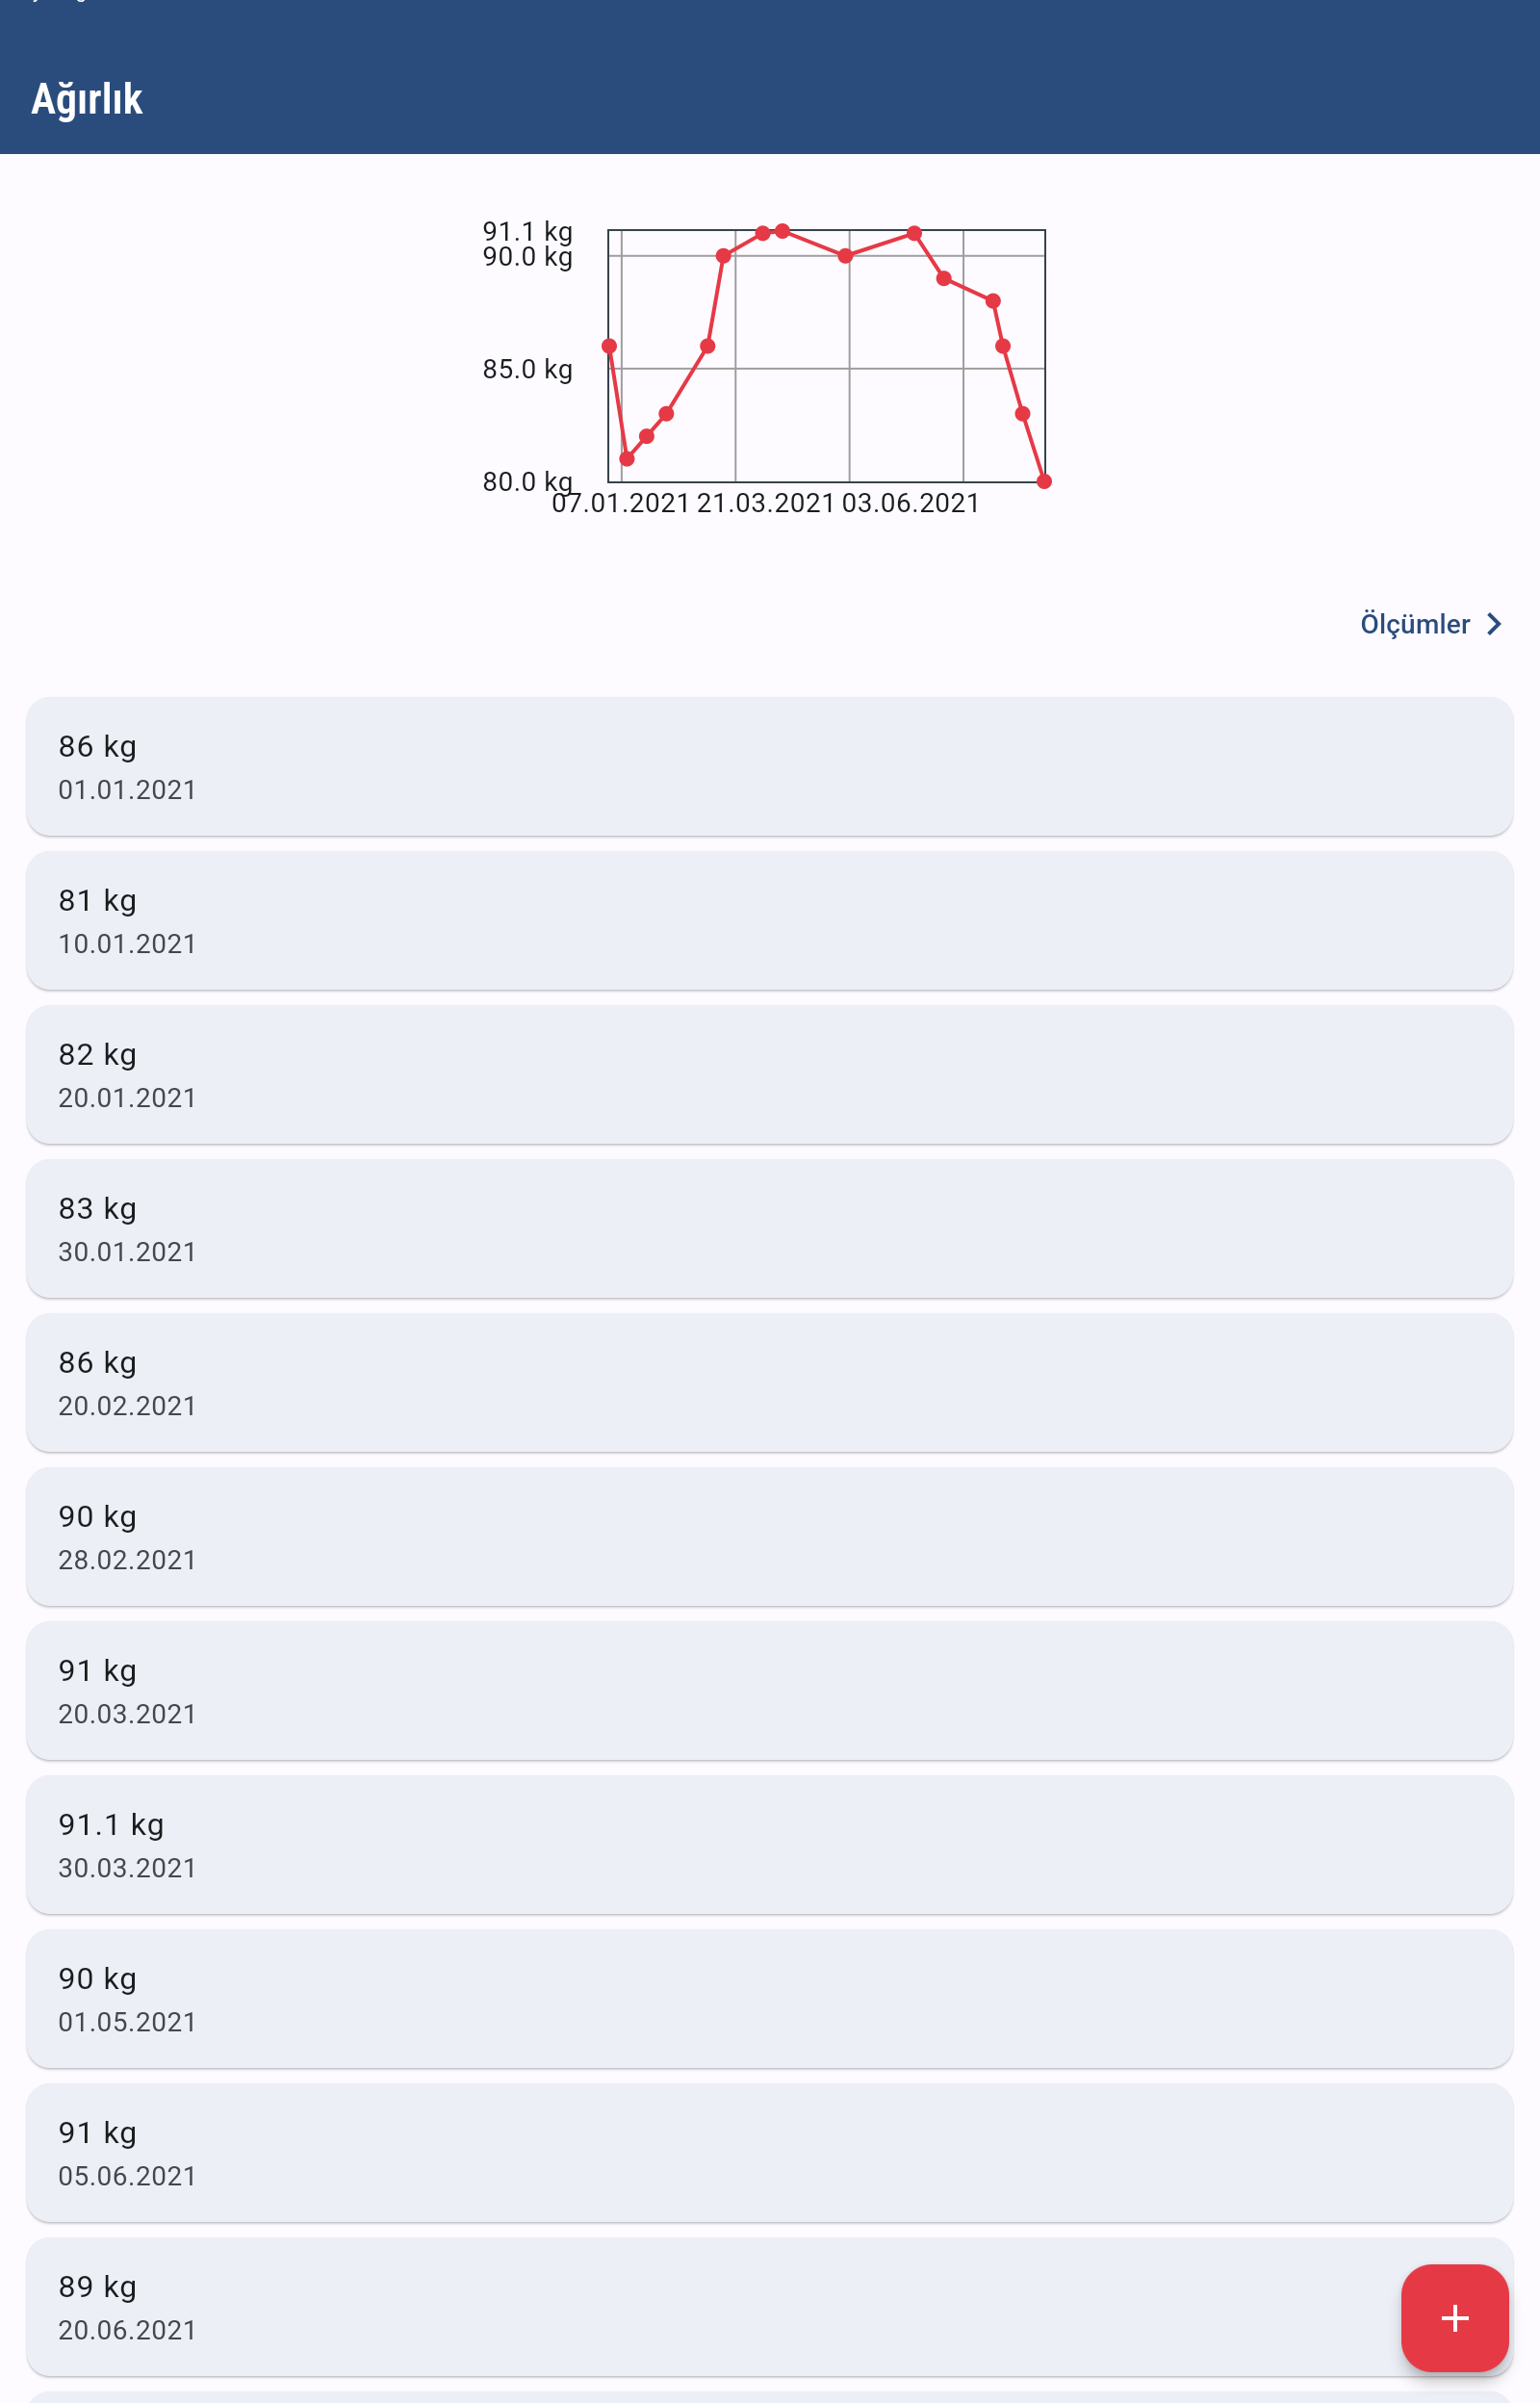 Ağırlık
91.1 kg
90.0 kg
85.0 kg
80.0 kg
07.01.2021 21.03.2021 03.06.2021
Ölçümler
86 kg
01.01.2021
81 kg
10.01.2021
82 kg
20.01.2021
83 kg
30.01.2021
86 kg
20.02.2021
90 kg
28.02.2021
91 kg
20.03.2021
91.1 kg
30.03.2021
90 kg
01.05.2021
91 kg
05.06.2021
89 kg
20.06.2021